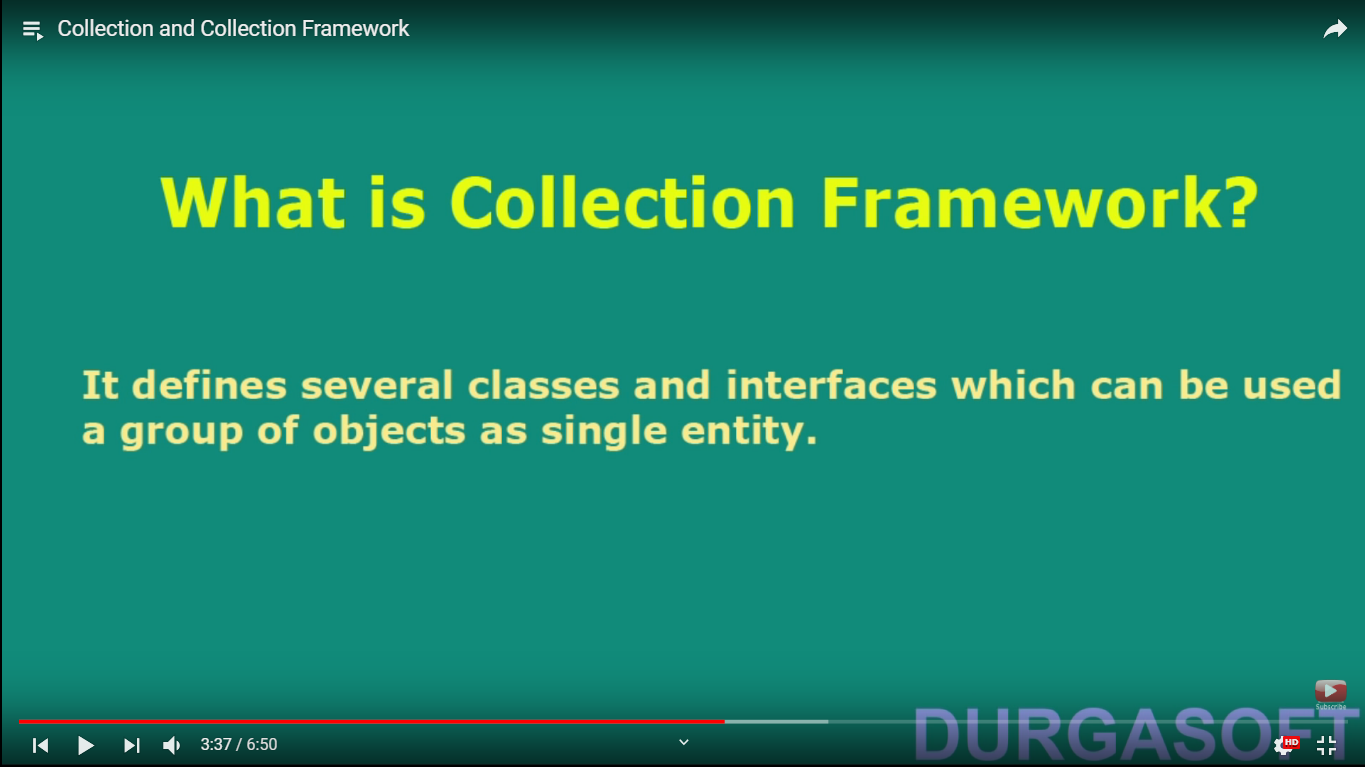 Collection and Collection Framework
What is Collection Framework?
It defines several classes and interfaces which can be used
a group of objects as single entity.
Subscribe
DURGASOFT
3:37 / 6:50
HD